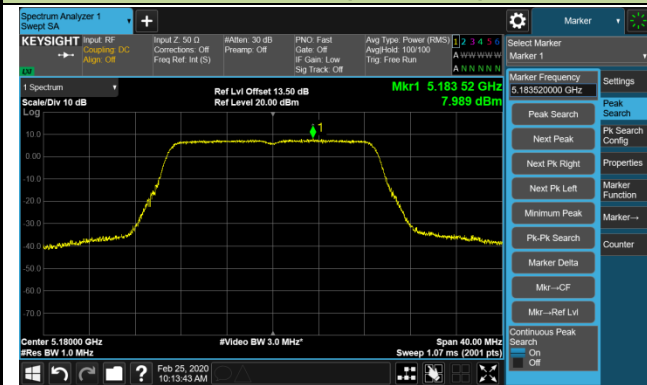 Spectrum Analyzer 1
Swept SA
+
Marker
KEYSIGHT
Input: RF
Coupling: DC
Align: Off
Input Z: 50 Ω
Corrections: Off
Freq Ref: Int (S)
#Atten: 30 dB
Preamp: Off
PNO: Fast
Gate: Off
IF Gain: Low
Sig Track: Off
Avg Type: Power (RMS)
Avg|Hold: 100/100
Trig: Free Run
1 2 3 4 5 6
A W W W W W
A N N N N N
LXI
Select Marker
Marker 1
1 Spectrum
Scale/Div 10 dB
Log
Ref Lvl Offset 13.50 dB
Ref Level 20.00 dBm
Mkr1 5.183 52 GHz
7.989 dBm
1
10.0
0.00
-10.0
-20.0
-30.0
-40.0
-50.0
-60.0
-70.0
Center 5.18000 GHz
#Res BW 1.0 MHz
#Video BW 3.0 MHz*
Span 40.00 MHz
Sweep 1.07 ms (2001 pts)
Marker Frequency
5.183520000 GHz
Peak Search
Next Peak
Next Pk Right
Next Pk Left
Minimum Peak
Pk-Pk Search
Marker Delta
Mkr→CF
Mkr→Ref Lvl
Continuous Peak
Search
On
Off
Settings
Peak
Search
Pk Search
Config
Properties
Marker
Function
Marker→
Counter
?
Feb 25, 2020
10:13:43 AM